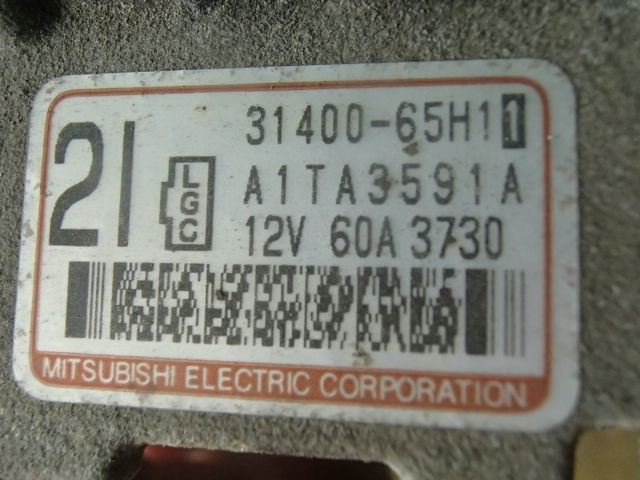 21
LGC
31400-65H11
A1TA3591A
12V 60A 3730
MITSUBISHI ELECTRIC CORPORATION